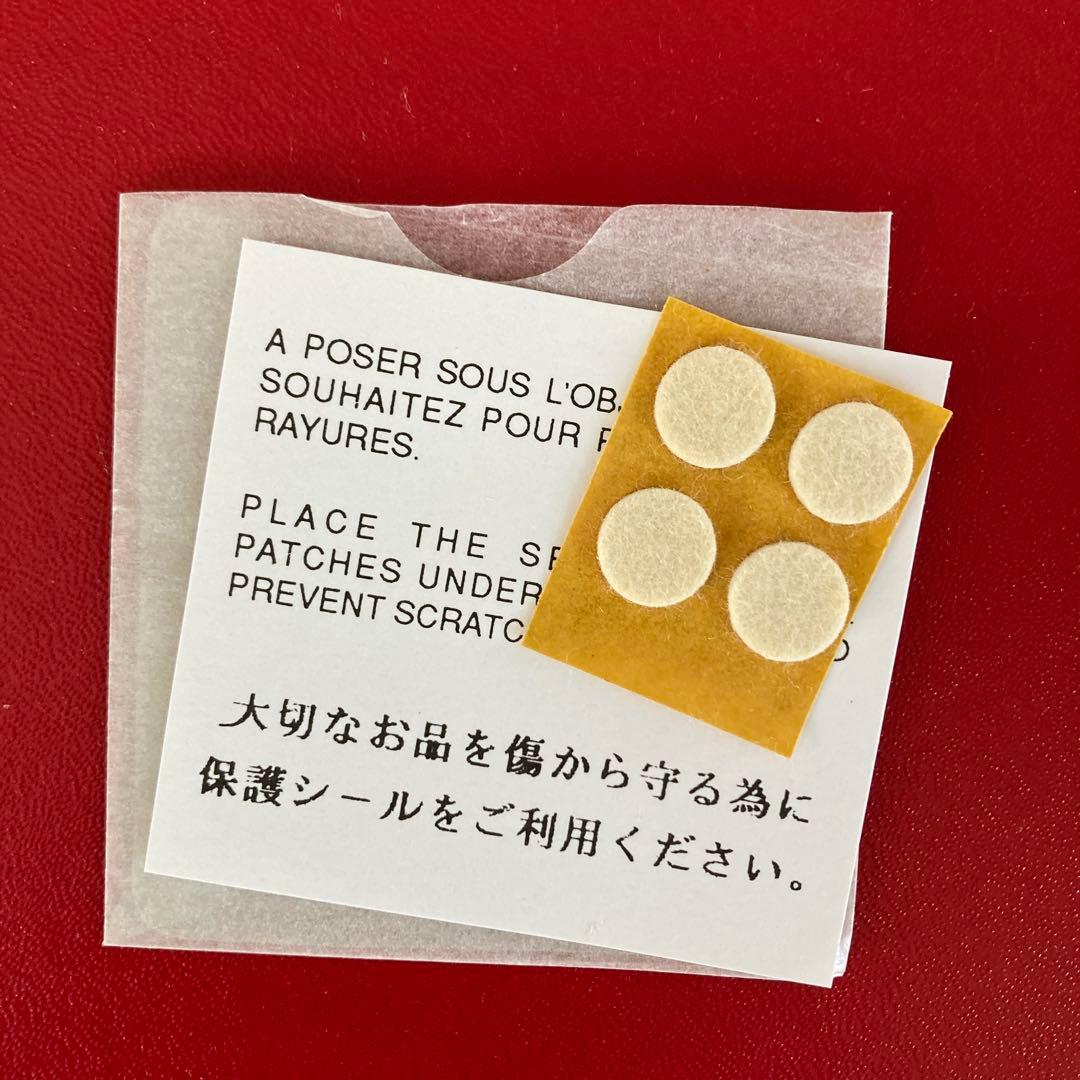 A POSER SOUS L'OB
SOUHAITEZ POUR
RAYURES.
PLACE THE
PATCHES UNDER
PREVENT SCRATC
大切なお品を傷から守る為に
保護シールをご利用ください。